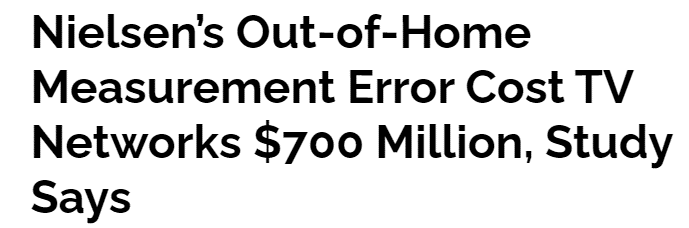 Nielsen’s Out-of-Home
Measurement Error Cost TV
Networks $700 Million, Study
Says